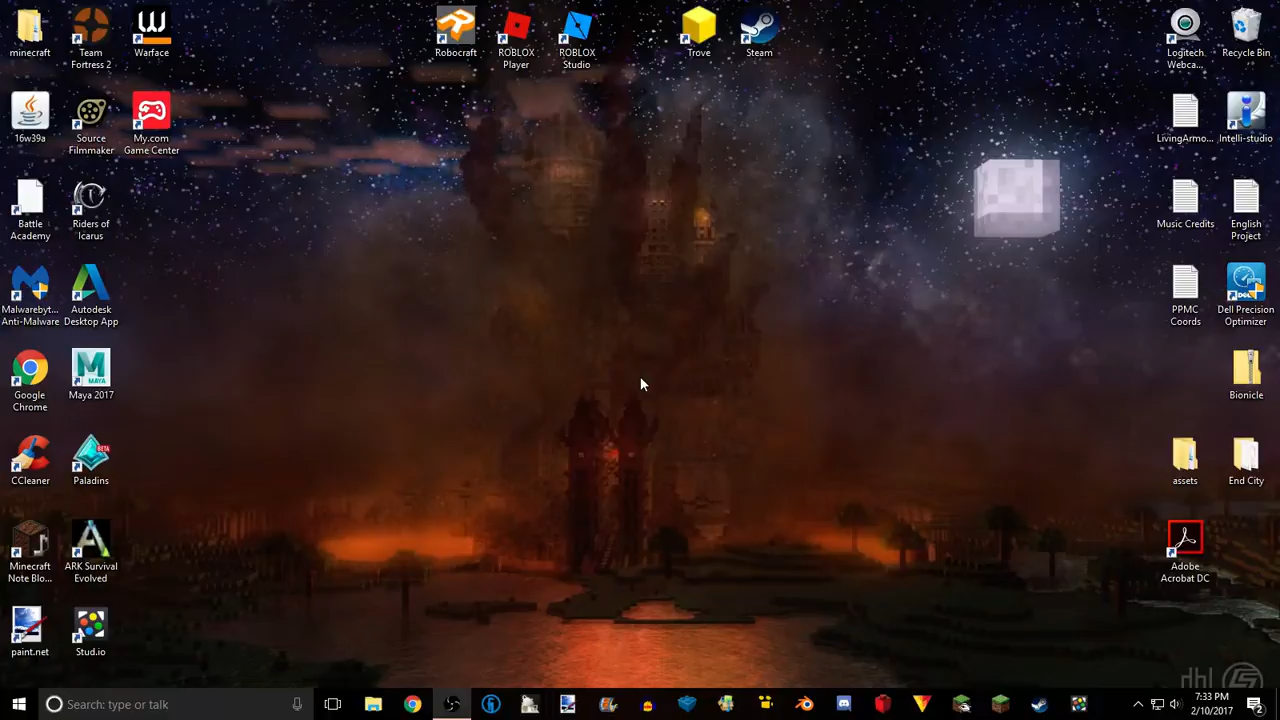 minecraft
Team
Fortress 2
Warface
Robocraft
ROBLOX
Player
ROBLOX
Studio
Trove
Steam
Logitech
Webca...
Recycle Bin
16w39a
Source
Filmmaker
My.com
Game Center
LivingArmo...
Intelli-studio
Battle
Academy
Riders of
Icarus
Music Credits
English
Project
Malwarebyt...
Anti-Malware
Autodesk
Desktop App
PPMC
Coords
DELL
Dell Precision
Optimizer
Google
Chrome
MAYA
Maya 2017
Bionicle
CCleaner
BETA
Paladins
assets
End City
Minecraft
Note Blo...
ARK Survival
Evolved
Adobe
Acrobat DC
paint.net
Stud.io
dhl
Search, type or talk
7:33 PM
2/10/2017